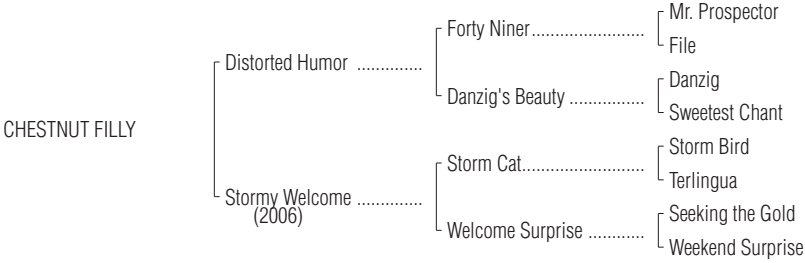 Mr. Prospector
Forty Niner........................
File
Distorted Humor ..............
Danzig
Danzig's Beauty ................
Sweetest Chant
CHESTNUT FILLY
Storm Bird
Storm Cat..........................
Terlingua
Stormy Welcome ..............
(2006)
Seeking the Gold
Welcome Surprise ............
Weekend Surprise